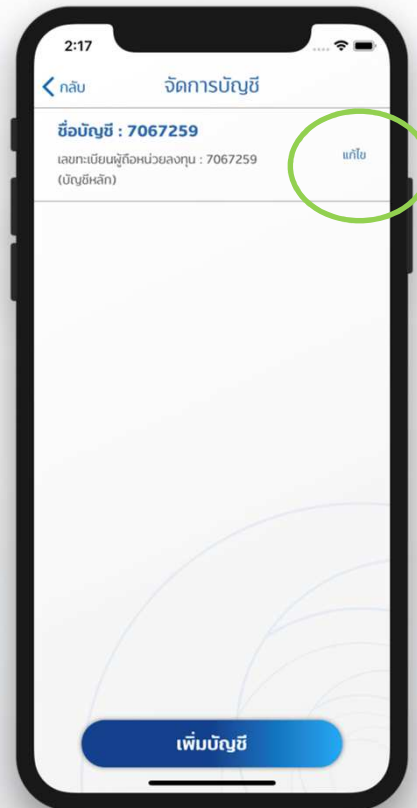 2:17
กลับ
จัดการบัญชี
ชื่อบัญชี : 7067259
เลขทะเบียนผู้ถือหน่วยลงทุน : 7067259
(บัญชีหลัก)
แก้ไข
เพิ่มบัญชี